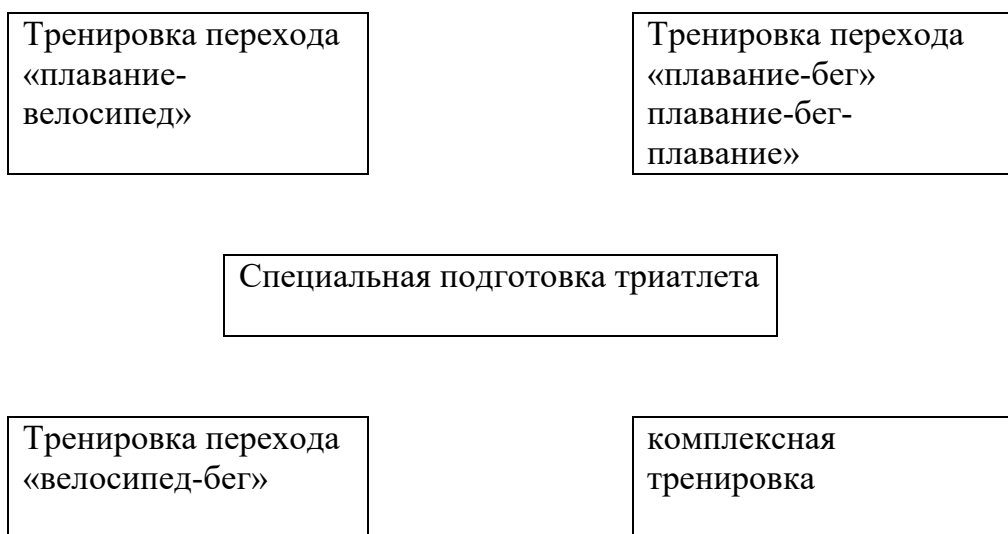 Тренировка перехода
«плавание-
велосипед»
Тренировка перехода
«плавание-бег»
плавание-бег-
плавание»
Специальная подготовка триатлета
Тренировка перехода
«велосипед-бег»
комплексная
тренировка